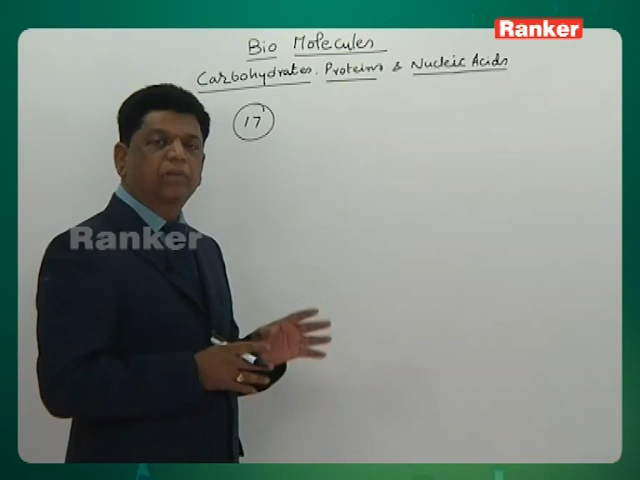 Ranker
Bio Molecules
Carbohydrates, Proteins & Nucleic Acids
17
Ranker